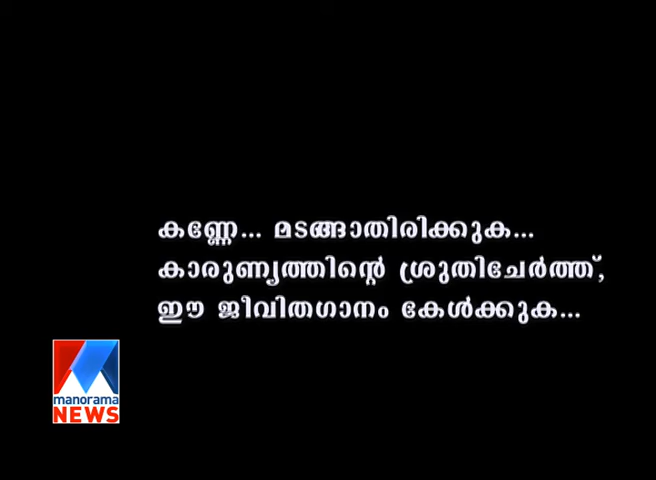 കണ്ണേ... മടങ്ങാതിരിക്കുക...
കാരുണ്യത്തിന്റെ ശ്രുതിചേർത്ത്,
ഈ ജീവിതഗാനം കേൾക്കുക...
manorama
NEWS